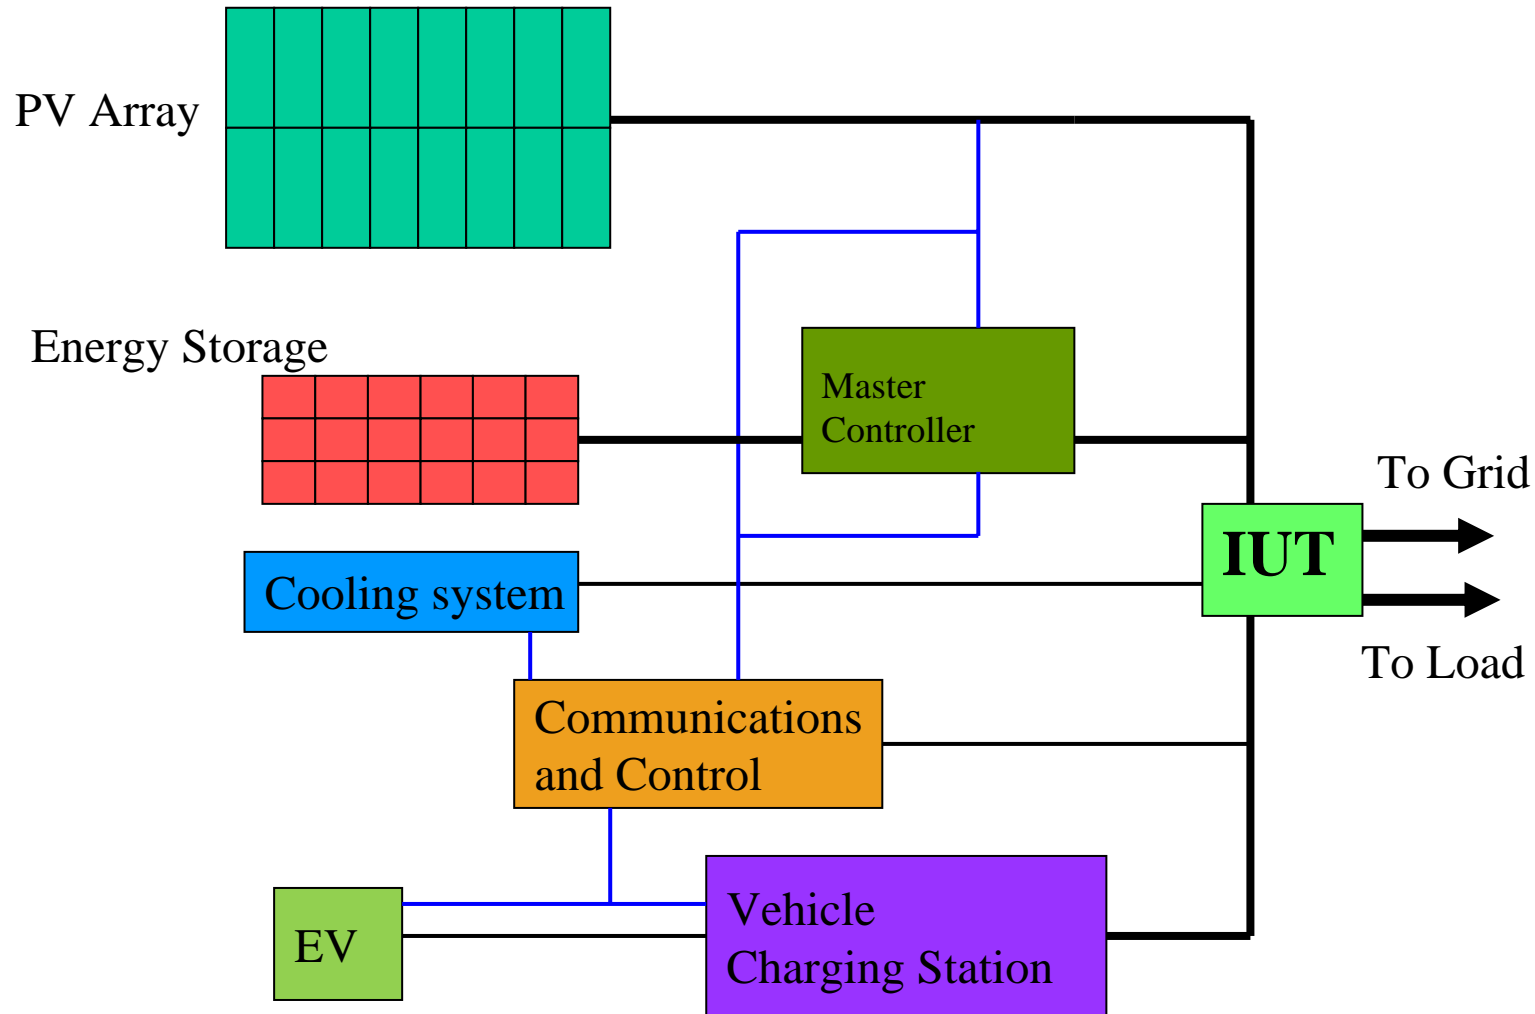 PV Array
Energy Storage
Master
Controller
To Grid
IUT
Cooling system
To Load
Communications
and Control
Vehicle
EV
Charging Station